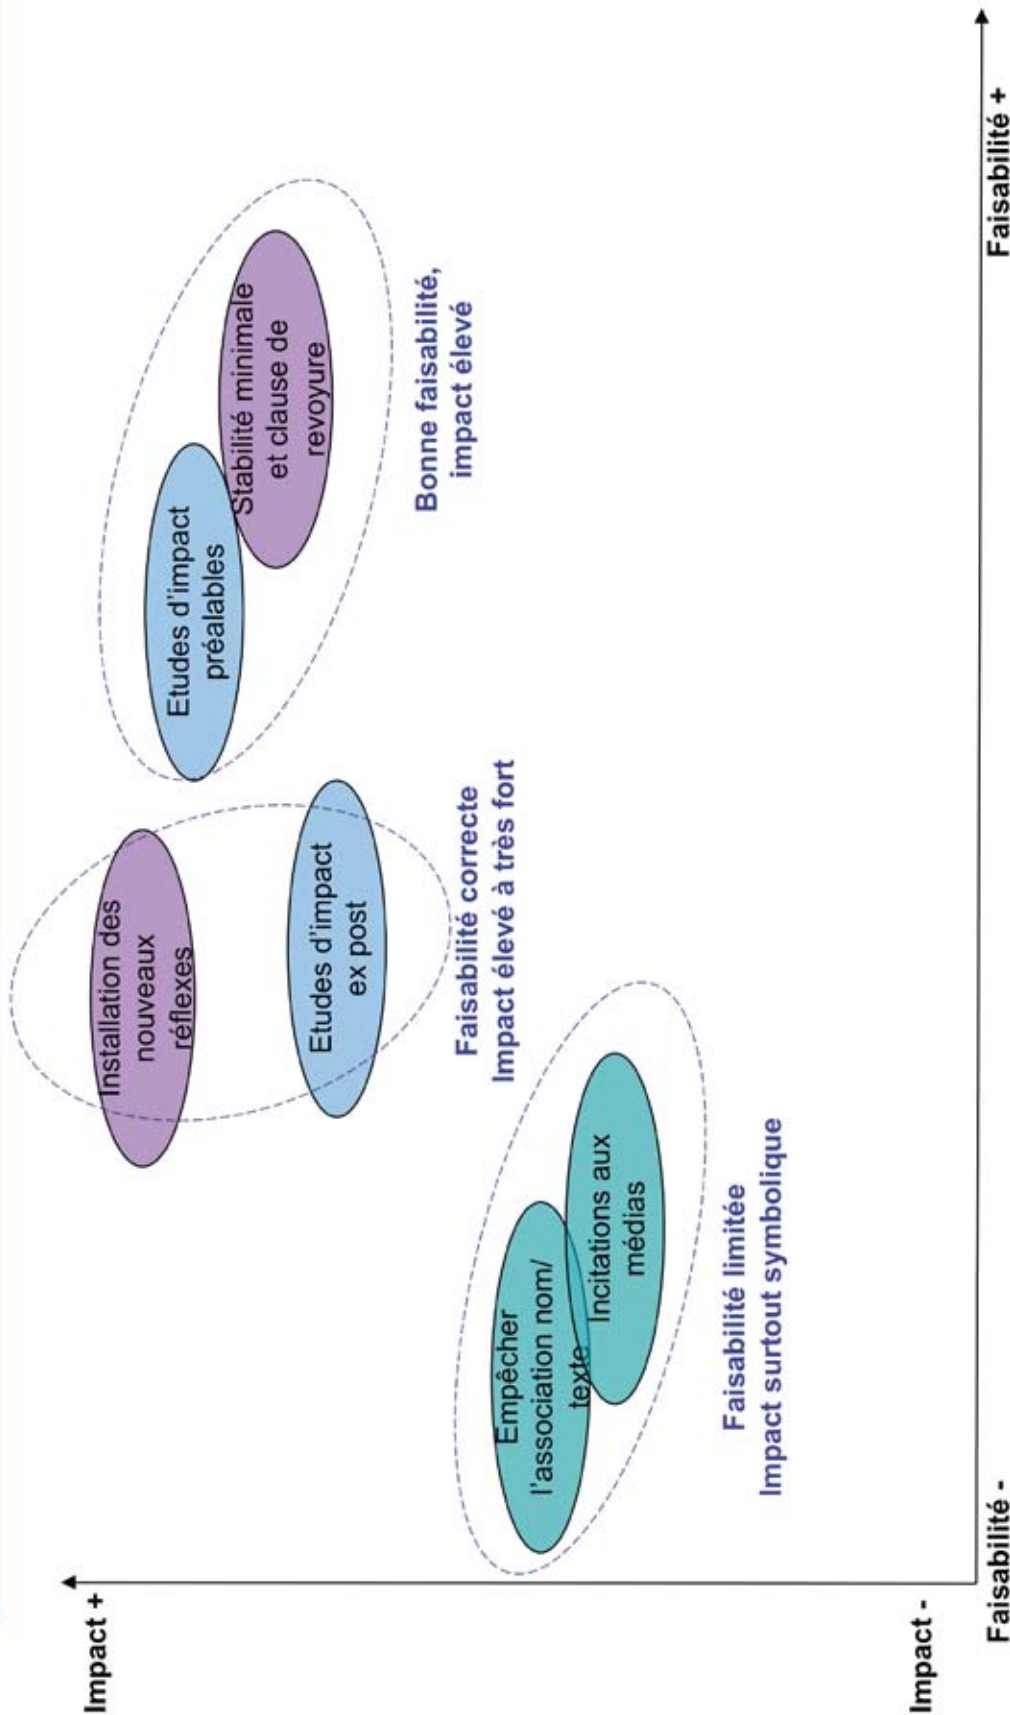 Impact +
Installation des
nouveaux
réflexes
Etudes d'impact
préalables
Stabilité minimale
et clause de
revoyure
Etudes d'impact
ex post
Bonne faisabilité,
impact élevé
Faisabilité correcte
Impact élevé à très fort
Empêcher
l'association nom/
texte
Incitations aux
médias
Faisabilité limitée
Impact surtout symbolique
Impact -
Faisabilité -
Faisabilité +